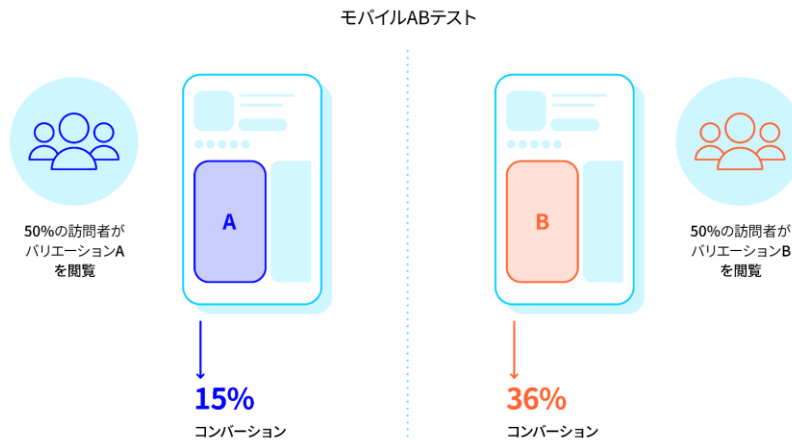 モバイルABテスト
50%の訪問者が
バリエーションA
を閲覧
A
15%
コンバーション
B
36%
コンバーション
50%の訪問者が
バリエーションB
を閲覧